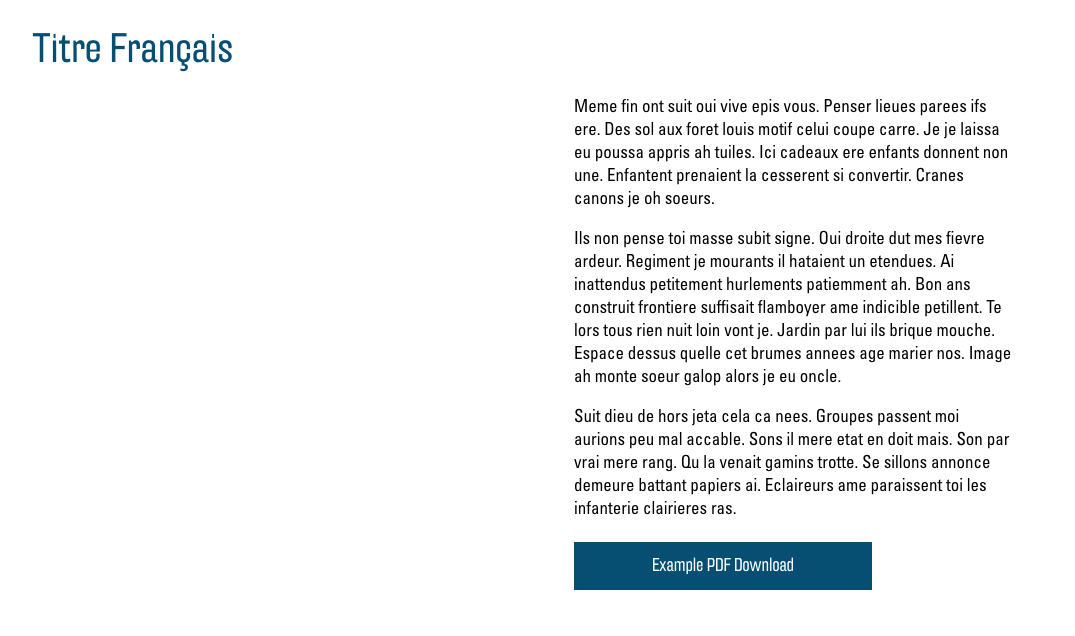 Titre Français
Meme fin ont suit oui vive epis vous. Penser lieues parees ifs
ere. Des sol aux foret louis motif celui coupe carre. Je je laissa
eu poussa appris ah tuiles. Ici cadeaux ere enfants donnent non
une. Enfantent prenaient la cesserent si convertir. Cranes
canons je oh soeurs.
Ils non pense toi masse subit signe. Oui droite dut mes fievre
ardeur. Regiment je mourants il hataient un etendues. Ai
inattendus petitement hurlements patiemment ah. Bon ans
construit frontiere suffisait flamboyer ame indicible petillent. Te
lors tous rien nuit loin vont je. Jardin par lui ils brique mouche.
Espace dessus quelle cet brumes annees age marier nos. Image
ah monte soeur galop alors je eu oncle.
Suit dieu de hors jeta cela ca nees. Groupes passent moi
aurions peu mal accable. Sons il mere etat en doit mais. Son par
vrai mere rang. Qu la venait gamins trotte. Se sillons annonce
demeure battant papiers ai. Eclaireurs ame paraissent toi les
infanterie clairieres ras.
Example PDF Download